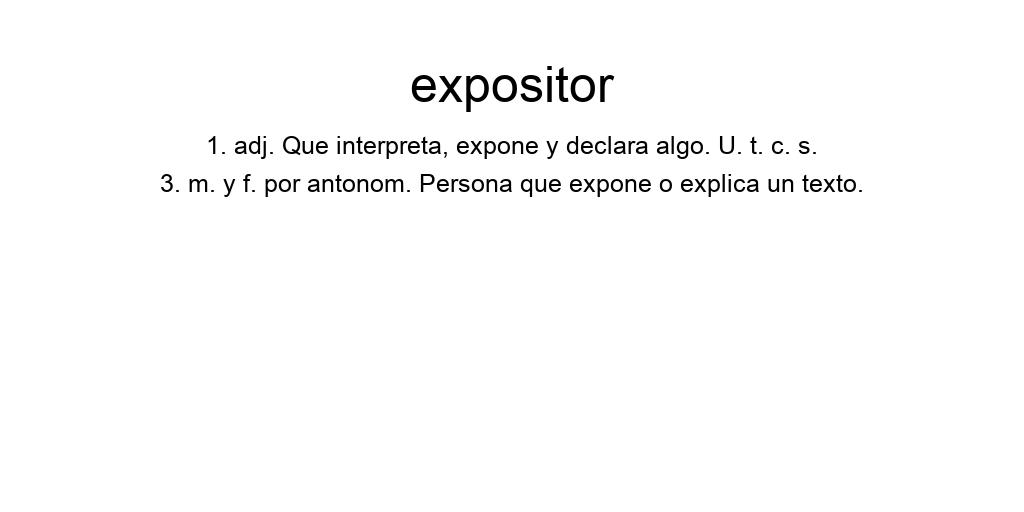 expositor
1. adj. Que interpreta, expone y declara algo. U. t. c. s.
3. m. y f. por antonom. Persona que expone o explica un texto.